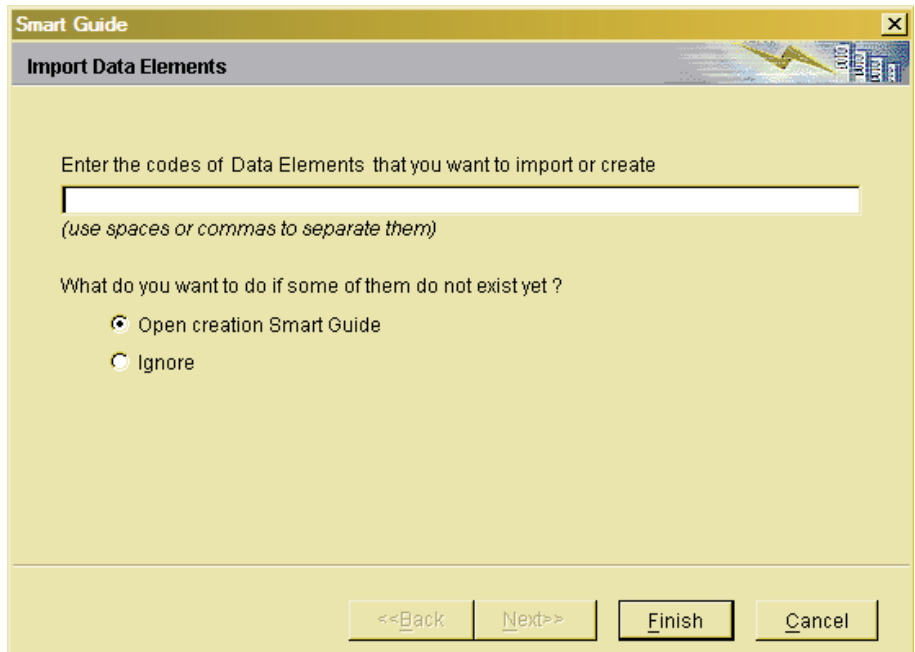 Smart Guide
Import Data Elements
Enter the codes of Data Elements that you want to import or create
(use spaces or commas to separate them)
What do you want to do if some of them do not exist yet ?
Open creation Smart Guide
Ignore
<<Back Next>> Finish Cancel